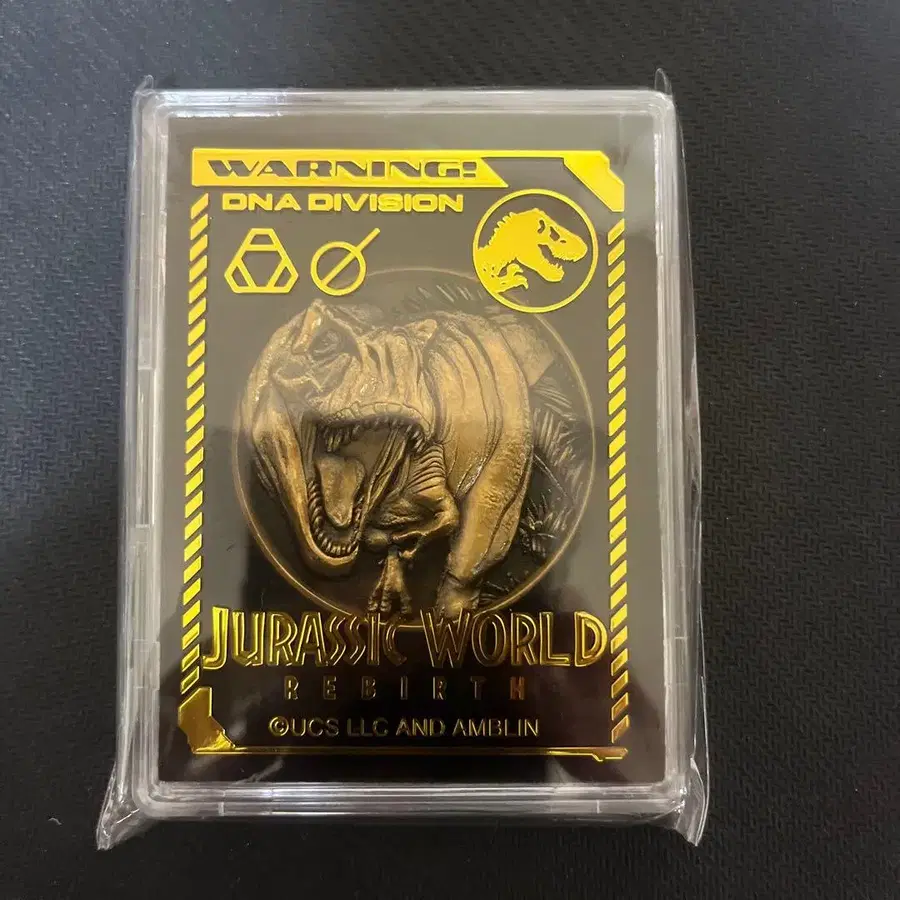 WARNING!
DNA DIVISION
JURASSIC WORLD
REBIRTH
©UCS LLC AND AMBLIN